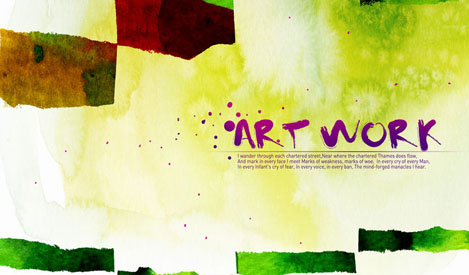 ART WORK
I wander through each chartered street,Near where the chartered Thames does flow,
And mark in every face I meet Marks of weakness, marks of woe. In every cry of every Man,
In every Infant's cry of fear, In every voice, in every ban, The mind-forged manacles I hear.